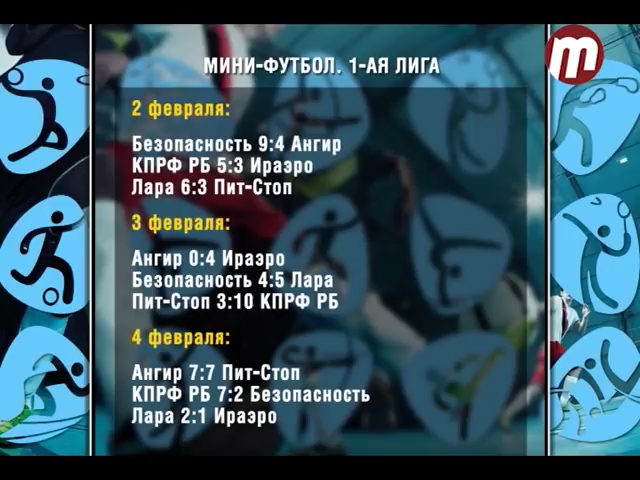 m
МИНИ-ФУТБОЛ. 1-АЯ ЛИГА
2 февраля:
Безопасность 9:4 Ангир
КПРФ РБ 5:3 Ираэро
Лара 6:3 Пит-Стоп
3 февраля:
Ангир 0:4 Ираэро
Безопасность 4:5 Лара
Пит-Стоп 3:10 КПРФ РБ
4 февраля:
Ангир 7:7 Пит-Стоп
КПРФ РБ 7:2 Безопасность
Лара 2:1 Ираэро